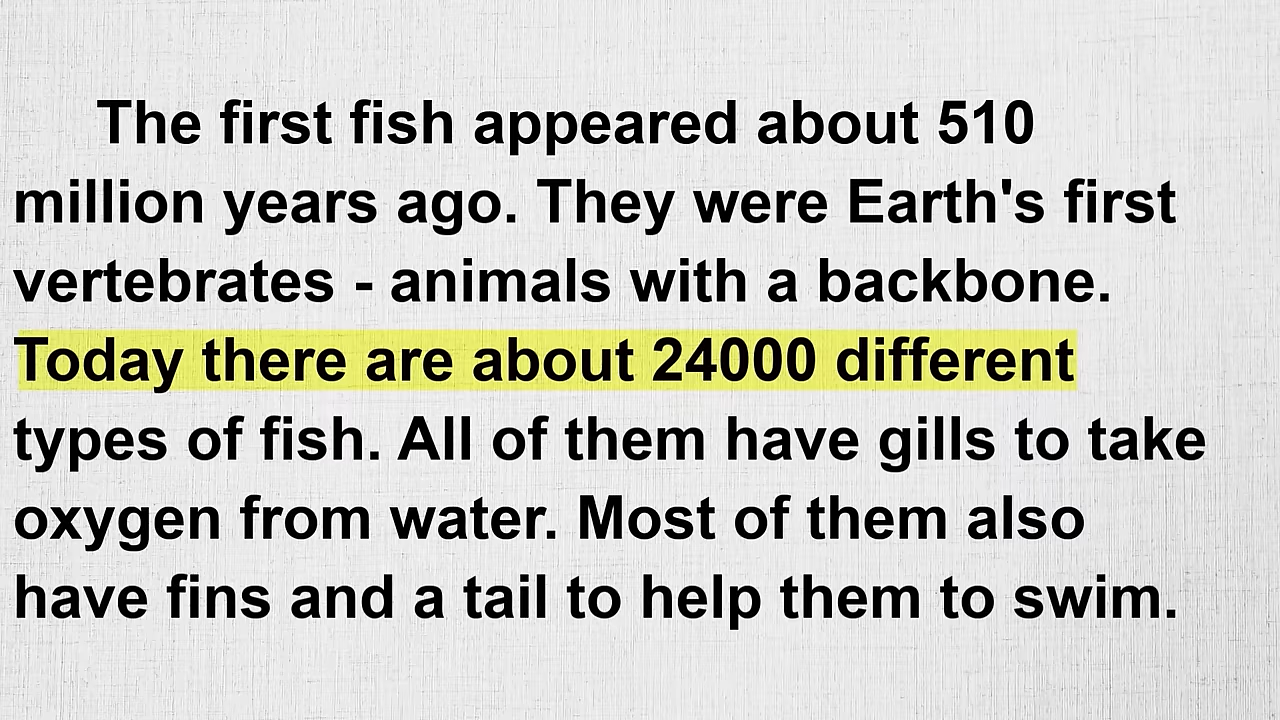 The first fish appeared about 510
million years ago. They were Earth's first
vertebrates - animals with a backbone.
Today there are about 24000 different
types of fish. All of them have gills to take
oxygen from water. Most of them also
have fins and a tail to help them to swim.